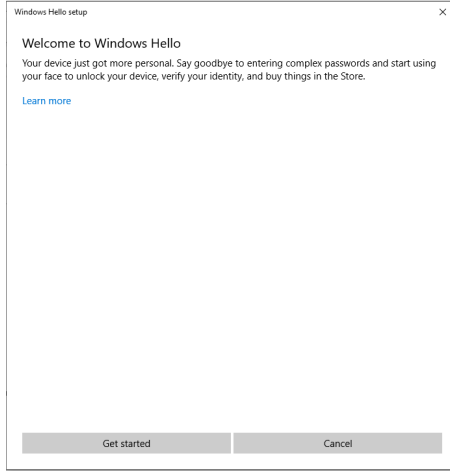 Windows Hello setup
Welcome to Windows Hello
Your device just got more personal. Say goodbye to entering complex passwords and start using
your face to unlock your device, verify your identity, and buy things in the Store.
Learn more
Get started
Cancel